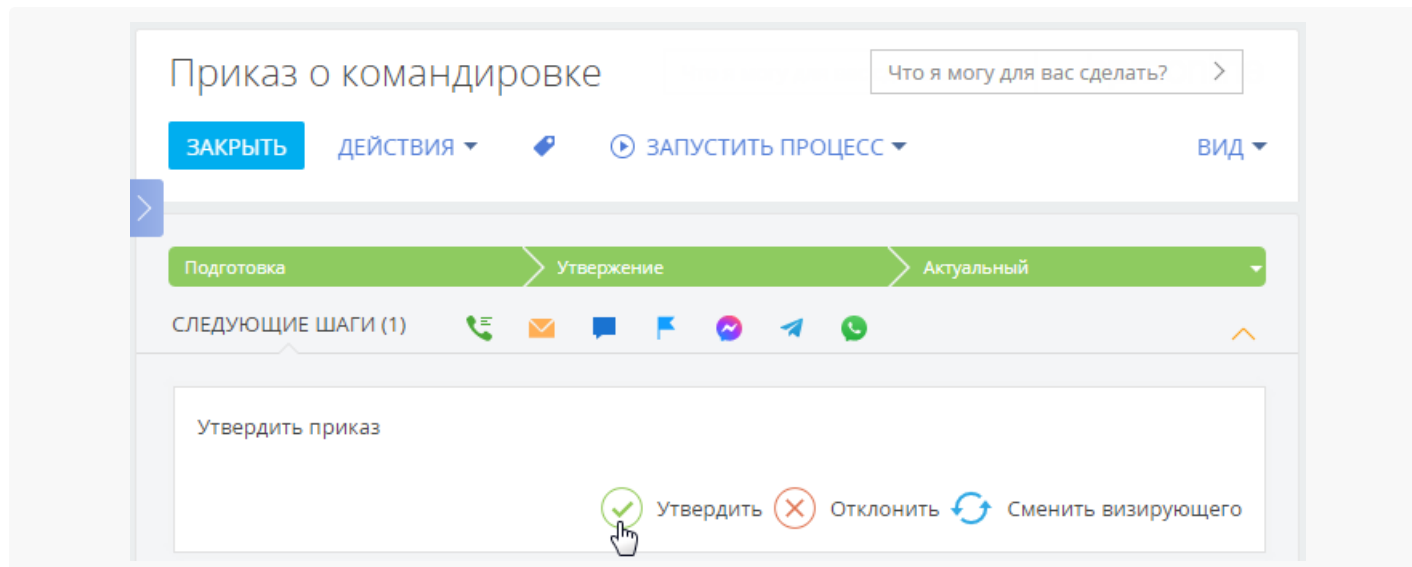 Приказ о командировке
Что я могу для вас сделать?
ЗАКРЫТЬ ДЕЙСТВИЯ ЗАПУСТИТЬ ПРОЦЕСС ВИД
Подготовка Утвержение Актуальный
СЛЕДУЮЩИЕ ШАГИ (1)
Утвердить приказ
Утвердить Отклонить Сменить визирующего